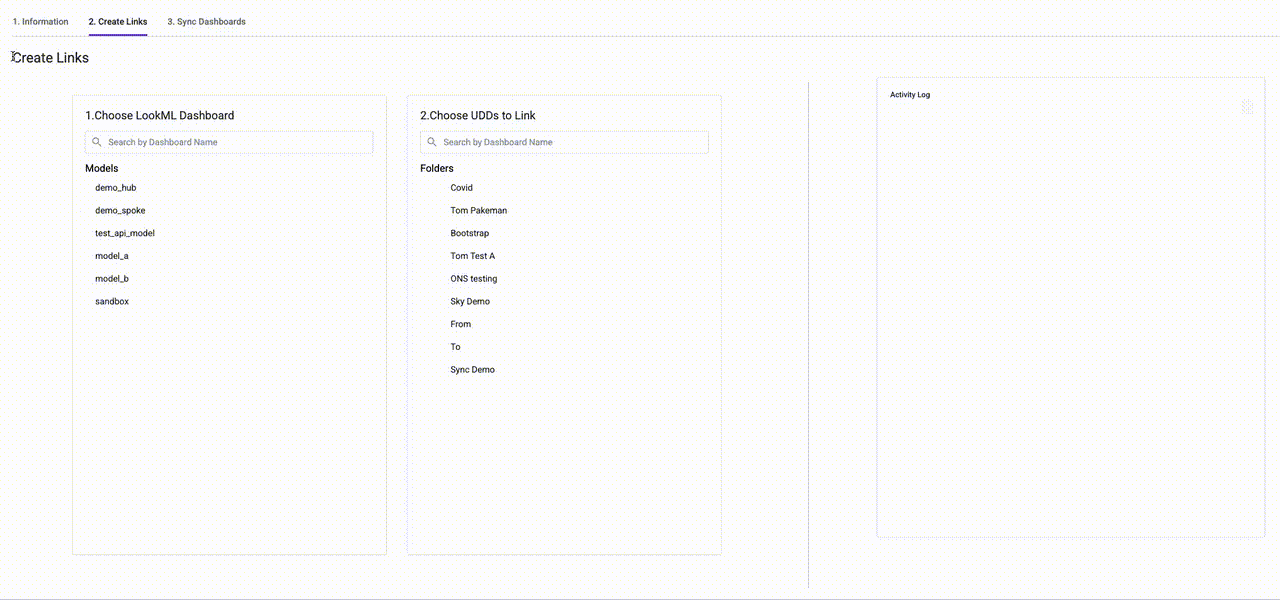 1. Information
2. Create Links
3. Sync Dashboards
Create Links
1.Choose LookML Dashboard
Search by Dashboard Name
Models
demo_hub
demo_spoke
test_api_model
model_a
model_b
sandbox
2.Choose UDDs to Link
Search by Dashboard Name
Folders
Covid
Tom Pakeman
Bootstrap
Tom Test A
ONS testing
Sky Demo
From
To
Sync Demo
Activity Log